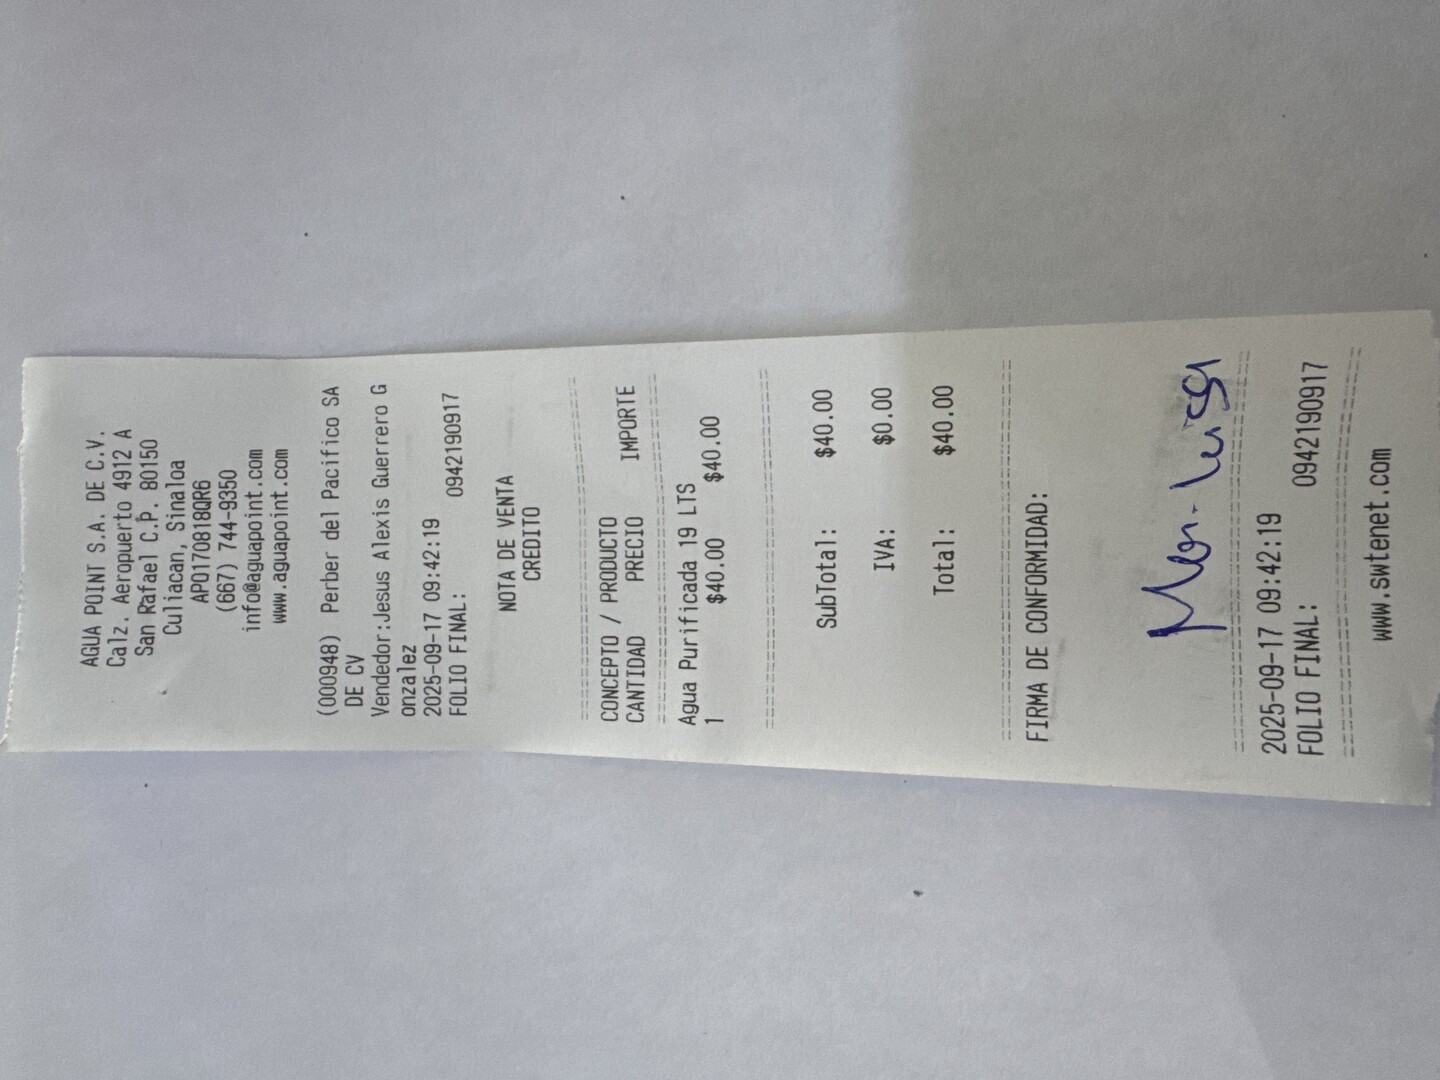 AGUA POINT S.A. DE C.V.
Calz. Aeropuerto 4912 A
San Rafael C.P. 80150
Culiacan, Sinaloa
APO170818QR6
(667) 744-9350
info@aguapoint.com
www.aguapoint.com
(000948) Perber del Pacifico SA
DE CV
Vendedor:Jesus Alexis Guerrero G
onzalez
2025-09-17 09:42:19
FOLIO FINAL: 0942190917
NOTA DE VENTA
CREDITO
CONCEPTO / PRODUCTO
CANTIDAD PRECIO IMPORTE
Agua Purificada 19 LTS
1 $40.00 $40.00
SubTotal: $40.00
IVA: $0.00
Total: $40.00
FIRMA DE CONFORMIDAD:
2025-09-17 09:42:19
FOLIO FINAL: 0942190917
www.swtenet.com